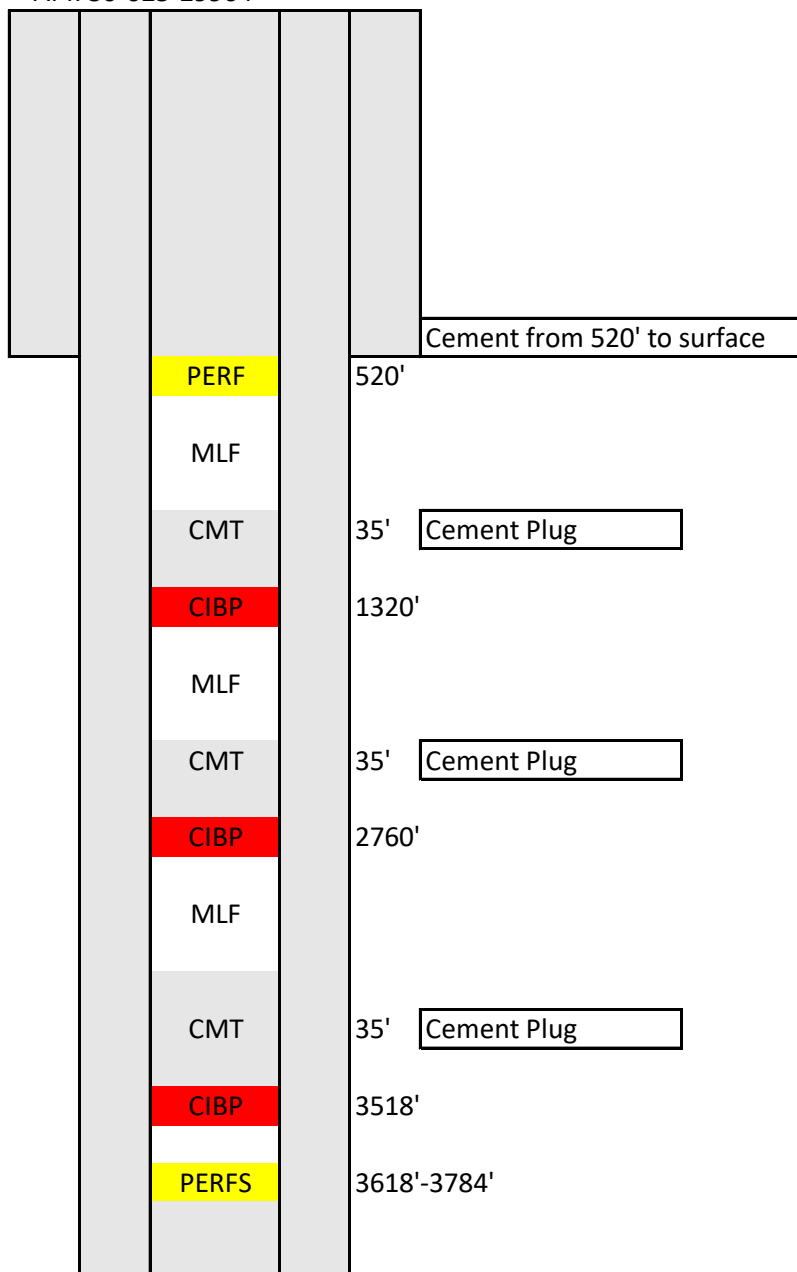 Cement from 520' to surface
PERF 520'
MLF
CMT 35' Cement Plug
CIBP 1320'
MLF
CMT 35' Cement Plug
CIBP 2760'
MLF
CMT 35' Cement Plug
CIBP 3518'
PERFS 3618'-3784'